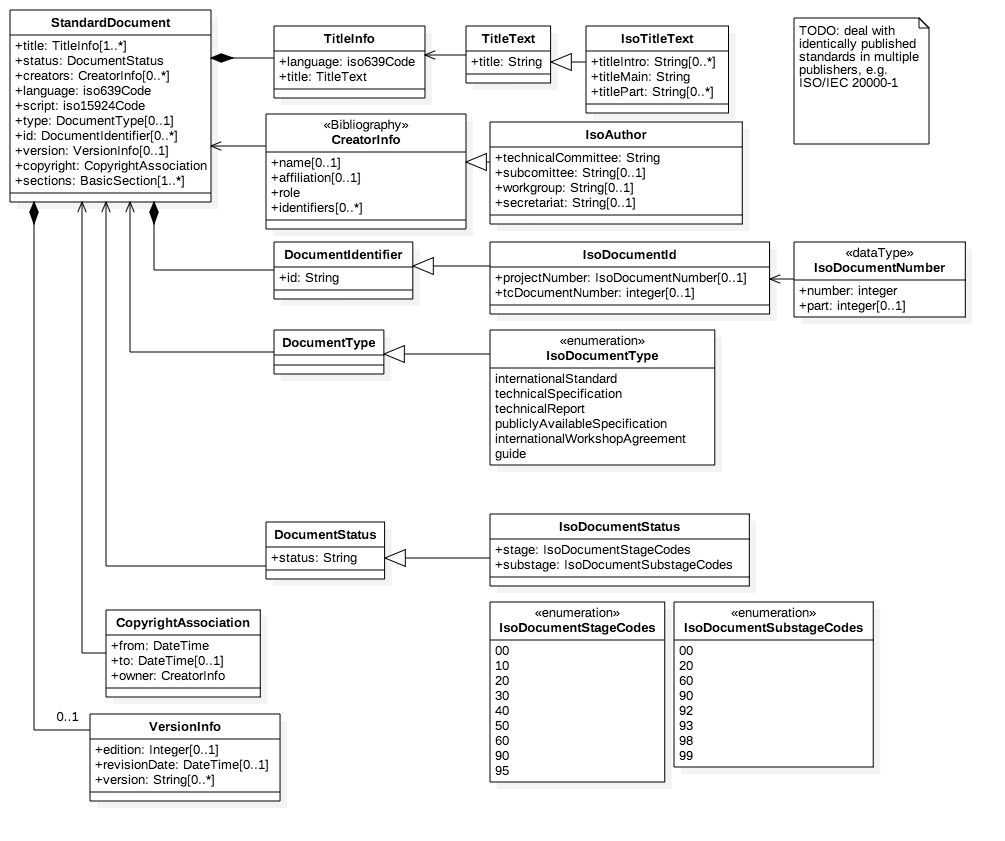 StandardDocument
+title: TitleInfo[1..*]
+status: DocumentStatus
+creators: CreatorInfo[0..*]
+language: iso639Code
+script: iso15924Code
+type: DocumentType[0..1]
+id: DocumentIdentifier[0..*]
+version: VersionInfo[0..1]
+copyright: CopyrightAssociation
+sections: BasicSection[1..*]
TitleInfo
+language: iso639Code
+title: TitleText
TitleText
+title: String
IsoTitleText
+titleIntro: String[0..*]
+titleMain: String
+titlePart: String[0..*]
TODO: deal with
identically published
standards in multiple
publishers, e.g.
ISO/IEC 20000-1
«Bibliography»
CreatorInfo
+name[0..1]
+affiliation[0..1]
+role
+identifiers[0..*]
IsoAuthor
+technicalCommittee: String
+subcomittee: String[0..1]
+workgroup: String[0..1]
+secretariat: String[0..1]
DocumentIdentifier
+id: String
IsoDocumentId
+projectNumber: IsoDocumentNumber[0..1]
+tcDocumentNumber: integer[0..1]
«dataType»
IsoDocumentNumber
+number: integer
+part: integer[0..1]
DocumentType
«enumeration»
IsoDocumentType
internationalStandard
technicalSpecification
technicalReport
publiclyAvailableSpecification
internationalWorkshopAgreement
guide
DocumentStatus
+status: String
IsoDocumentStatus
+stage: IsoDocumentStageCodes
+substage: IsoDocumentSubstageCodes
«enumeration»
IsoDocumentStageCodes
00
10
20
30
40
50
60
90
95
«enumeration»
IsoDocumentSubstageCodes
00
20
60
90
92
93
98
99
CopyrightAssociation
+from: DateTime
+to: DateTime[0..1]
+owner: CreatorInfo
0..1
VersionInfo
+edition: Integer[0..1]
+revisionDate: DateTime[0..1]
+version: String[0..*]